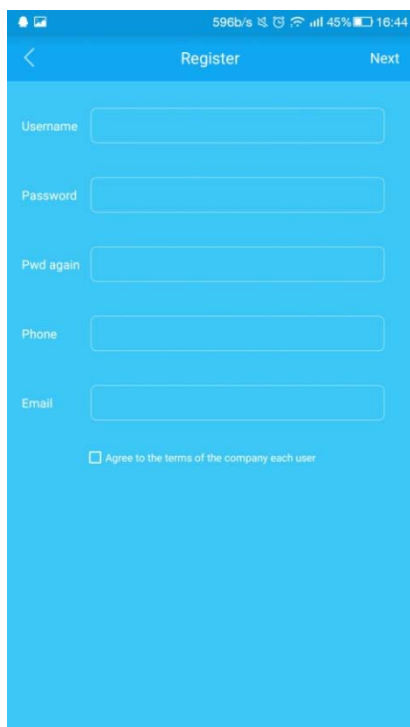 596b/s 45% 16:44
Register Next
Username
Password
Pwd again
Phone
Email
Agree to the terms of the company each user